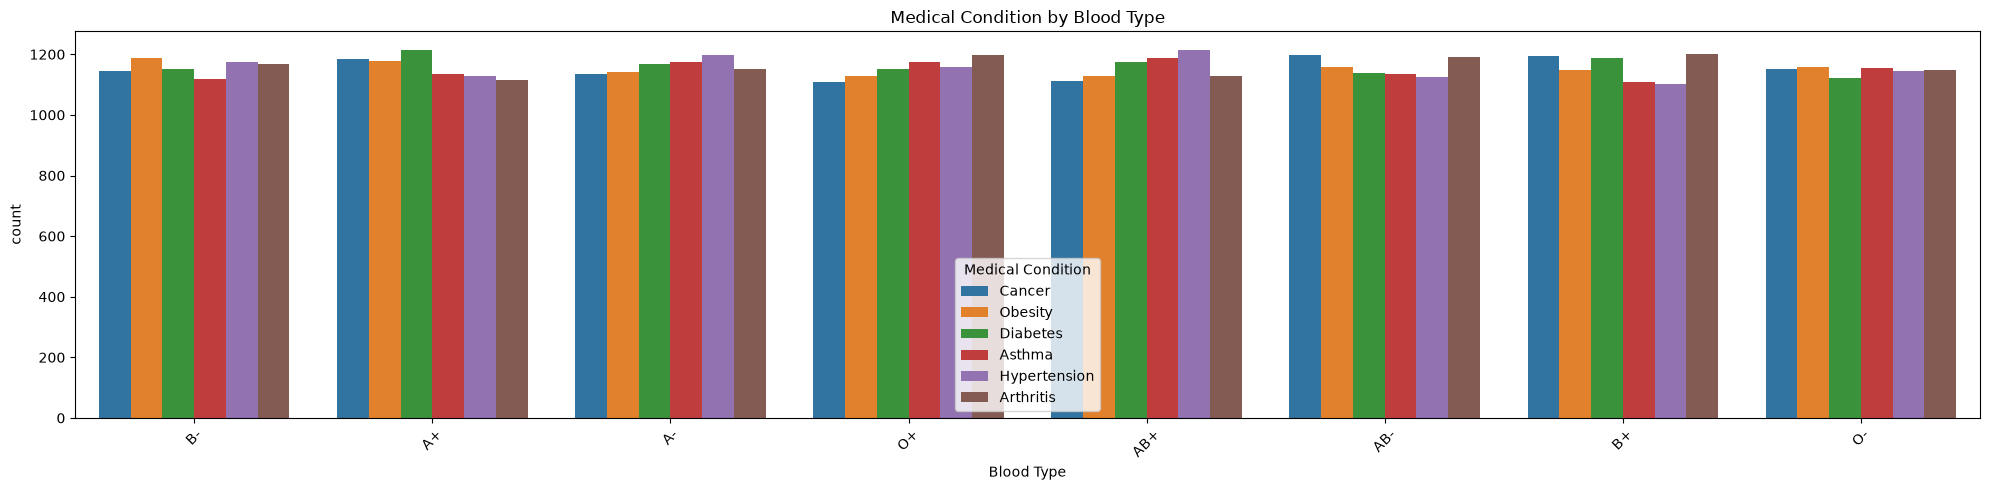 Medical Condition by Blood Type
count
1200
1000
800
600
400
200
0
Medical Condition
Cancer
Obesity
Diabetes
Asthma
Hypertension
Arthritis
B-
A+
A-
O+
AB+
AB-
B+
O-
Blood Type